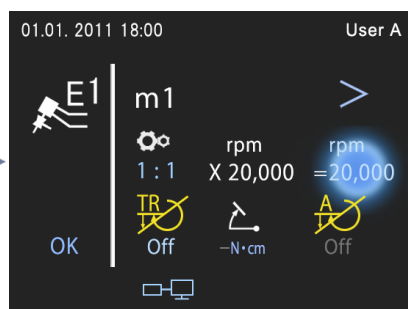 01.01. 2011 18:00 User A
E1
m1 >
rpm rpm
1 : 1 X 20,000 =20,000
TR A
OK Off –N·cm Off